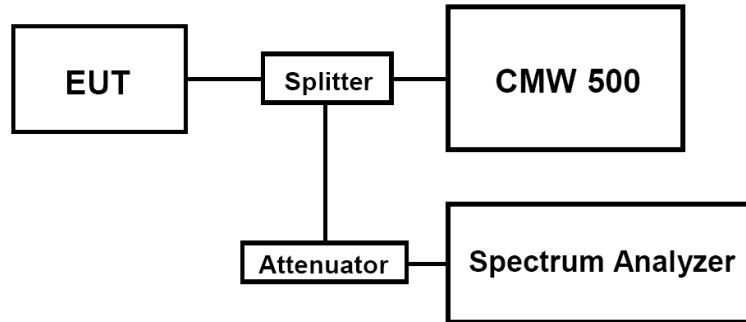 EUT
Splitter
CMW 500
Attenuator
Spectrum Analyzer